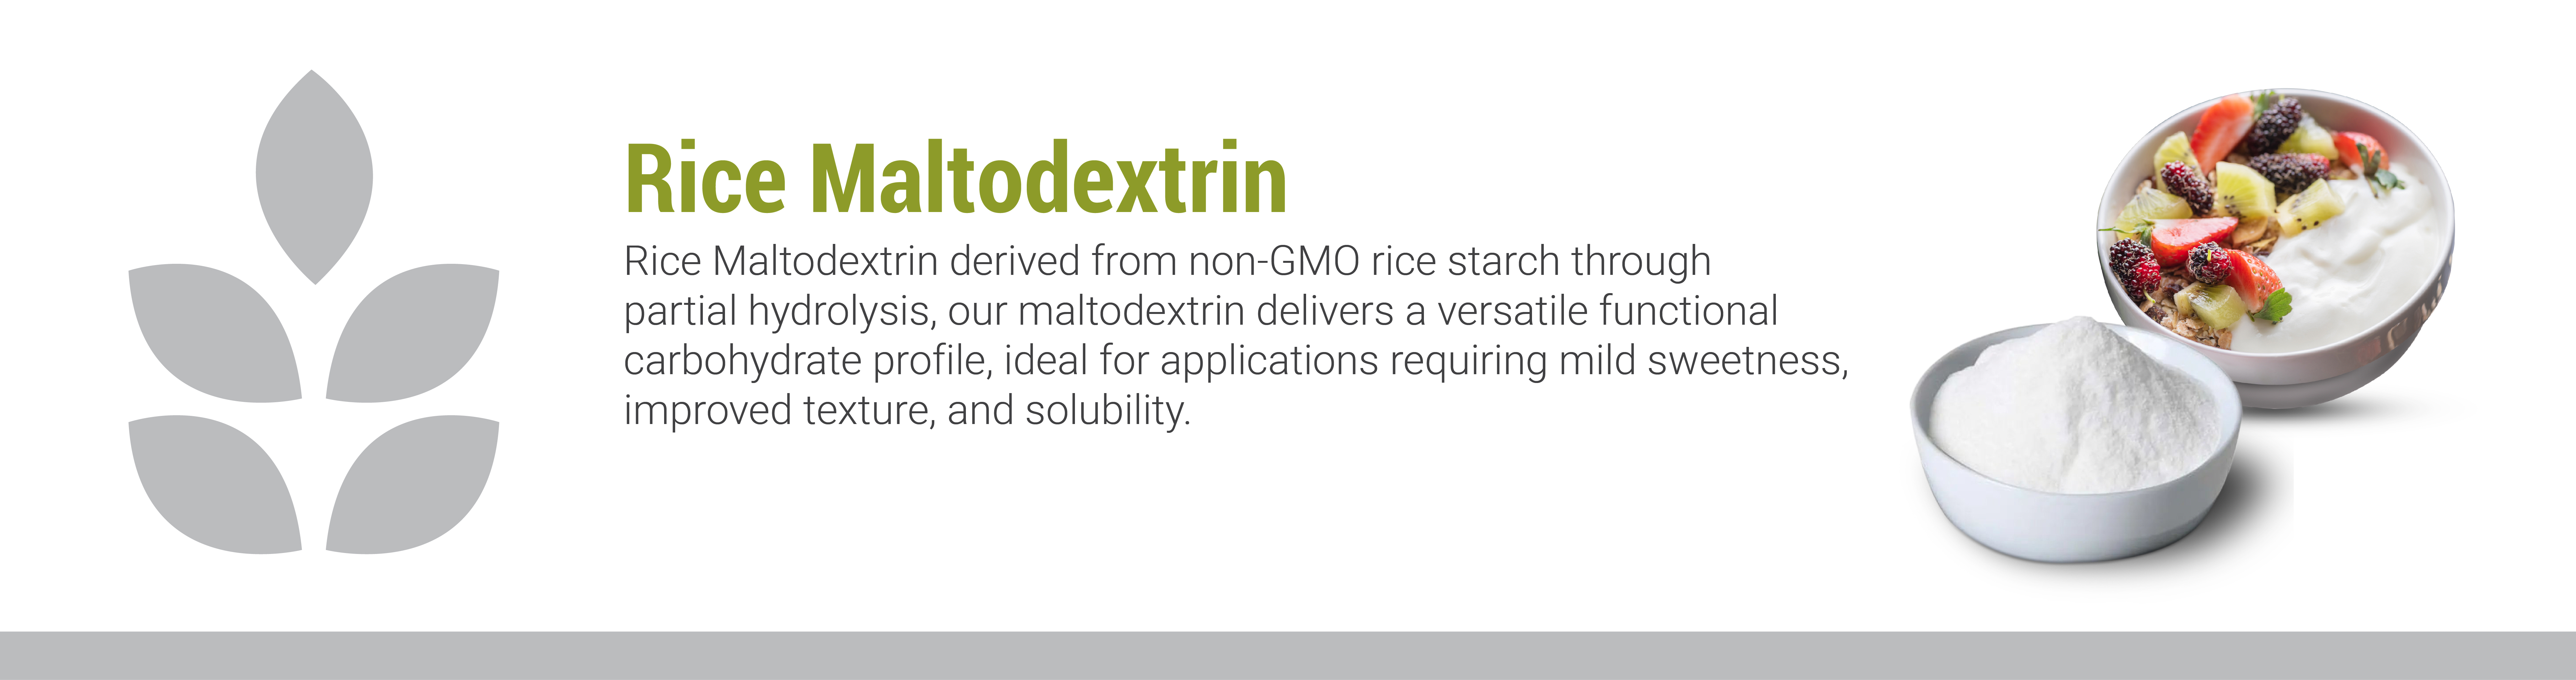 Rice Maltodextrin
Rice Maltodextrin derived from non-GMO rice starch through
partial hydrolysis, our maltodextrin delivers a versatile functional
carbohydrate profile, ideal for applications requiring mild sweetness,
improved texture, and solubility.